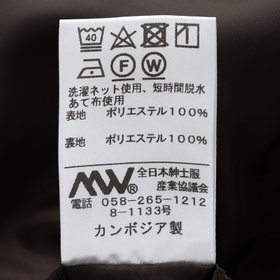 40
F W
洗濯ネット使用、短時間脱水
あて布使用
表地 ポリエステル100%
裏地 ポリエステル100%
MW® 全日本紳士服
産業協議会
電話 058-265-1212
8-1133号
カンボジア製